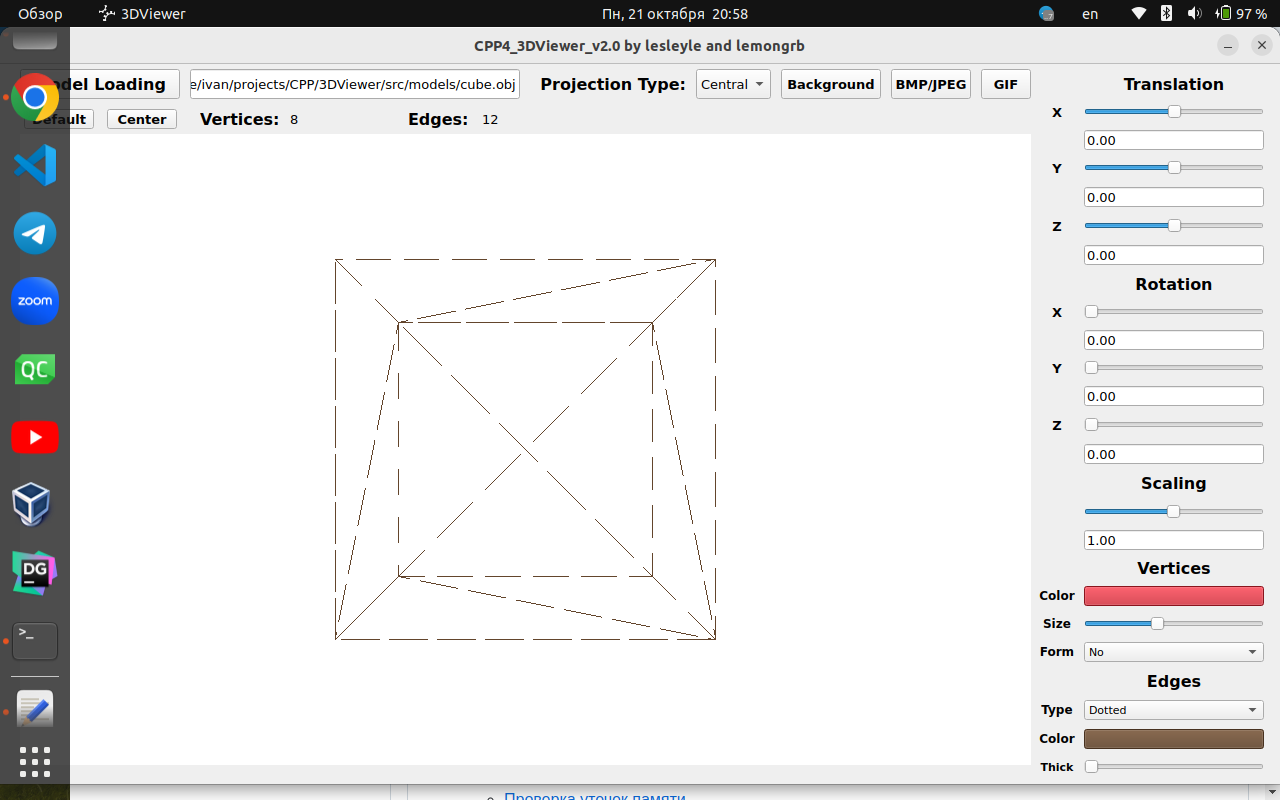 Обзор 3DViewer Пн, 21 октября 20:58 en 97 %
CPP4_3DViewer_v2.0 by lesleyle and lemongrb
del Loading e/ivan/projects/CPP/3DViewer/src/models/cube.obj Projection Type: Central Background BMP/JPEG GIF
Default Center Vertices: 8 Edges: 12
Translation
X
0.00
Y
0.00
Z
0.00
Rotation
X
0.00
Y
0.00
Z
0.00
Scaling
1.00
Vertices
Color
Size
Form No
Edges
Type Dotted
Color
Thick
zoom
QC
DG
>_
Проверка утечек памяти